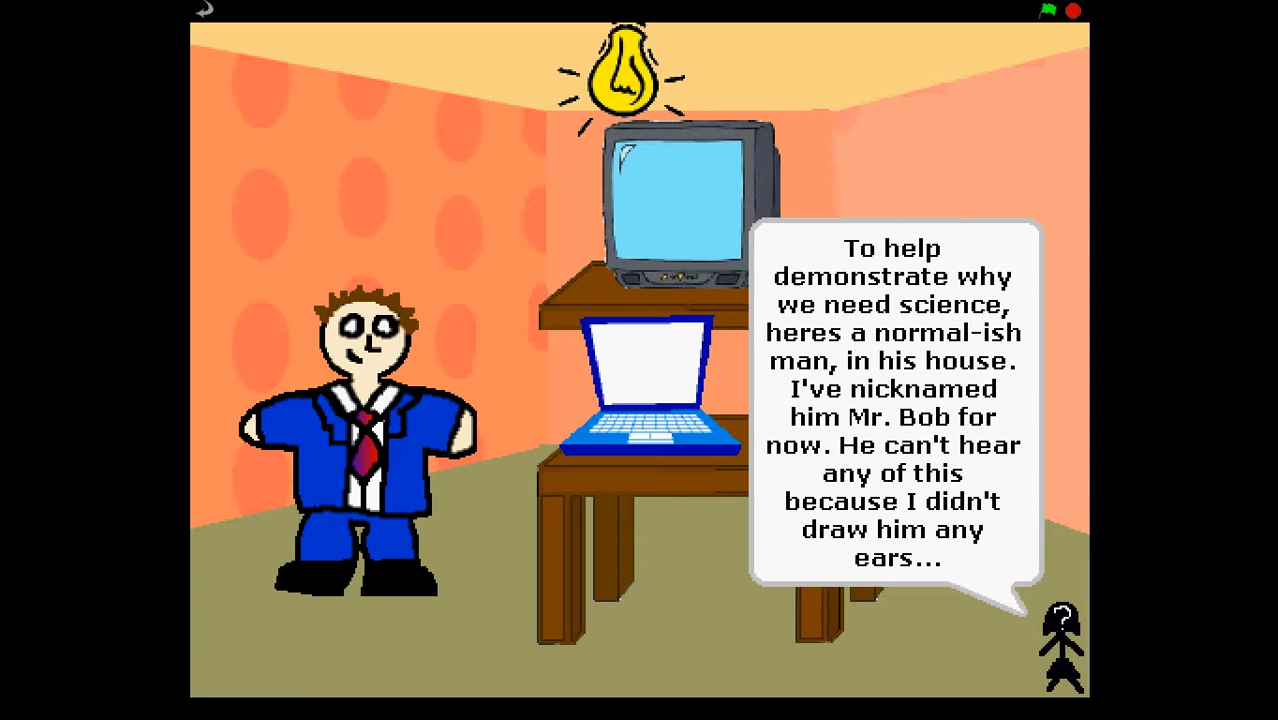 To help
demonstrate why
we need science,
heres a normal-ish
man, in his house.
I've nicknamed
him Mr. Bob for
now. He can't hear
any of this
because I didn't
draw him any
ears...
?